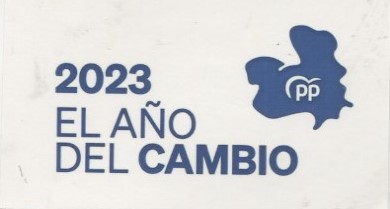 2023
EL AÑO
DEL CAMBIO
PP